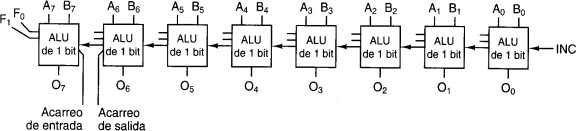 F₁ F₀ A₇ B₇ A₆ B₆ A₅ B₅ A₄ B₄ A₃ B₃ A₂ B₂ A₁ B₁ A₀ B₀
ALU ALU ALU ALU ALU ALU ALU ALU
de 1 bit de 1 bit de 1 bit de 1 bit de 1 bit de 1 bit de 1 bit de 1 bit
INC
O₇ O₆ O₅ O₄ O₃ O₂ O₁ O₀
Acarreo Acarreo
de entrada de salida